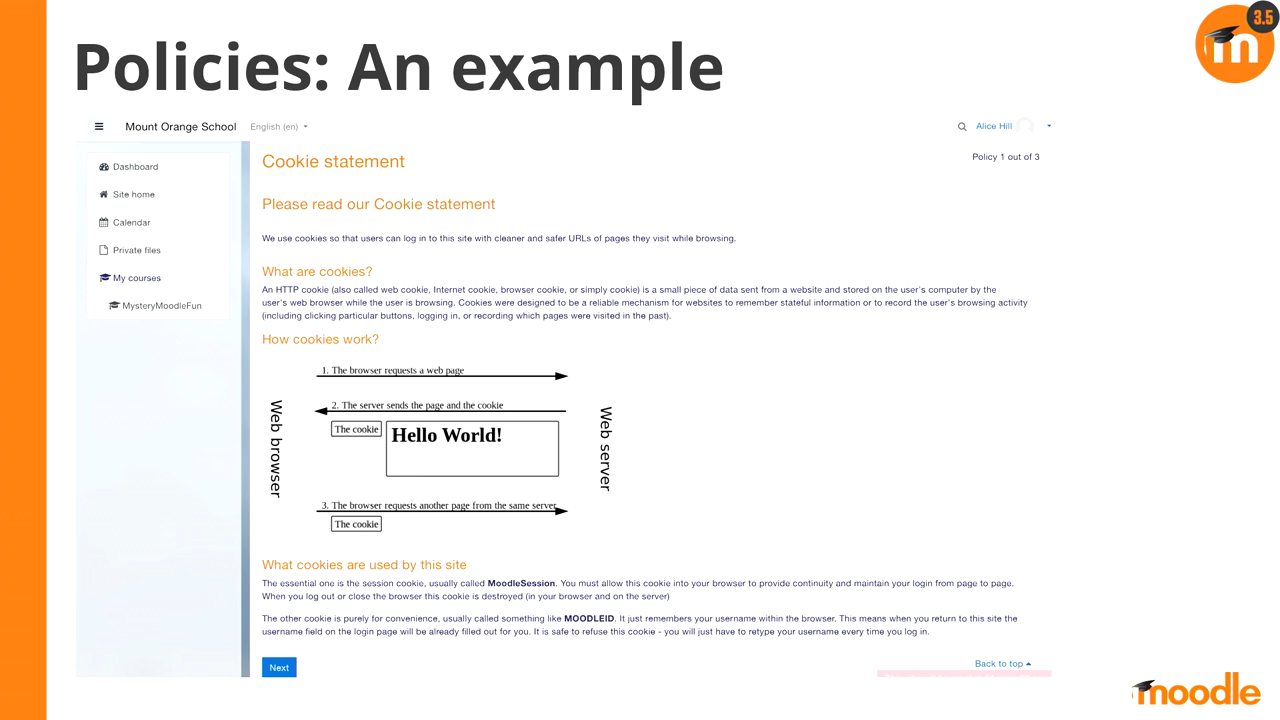 Policies: An example
3.5
Mount Orange School
English (en)
Alice Hill
Dashboard
Site home
Calendar
Private files
My courses
MysteryMoodleFun
Cookie statement
Policy 1 out of 3
Please read our Cookie statement
We use cookies so that users can log in to this site with cleaner and safer URLs of pages they visit while browsing.
What are cookies?
An HTTP cookie (also called web cookie, Internet cookie, browser cookie, or simply cookie) is a small piece of data sent from a website and stored on the user's computer by the
user's web browser while the user is browsing. Cookies were designed to be a reliable mechanism for websites to remember stateful information or to record the user's browsing activity
(including clicking particular buttons, logging in, or recording which pages were visited in the past).
How cookies work?
Web browser
1. The browser requests a web page
2. The server sends the page and the cookie
The cookie
Hello World!
3. The browser requests another page from the same server
The cookie
Web server
What cookies are used by this site
The essential one is the session cookie, usually called MoodleSession. You must allow this cookie into your browser to provide continuity and maintain your login from page to page.
When you log out or close the browser this cookie is destroyed (in your browser and on the server)
The other cookie is purely for convenience, usually called something like MOODLEID. It just remembers your username within the browser. This means when you return to this site the
username field on the login page will be already filled out for you. It is safe to refuse this cookie - you will just have to retype your username every time you log in.
Next
Back to top
moodle